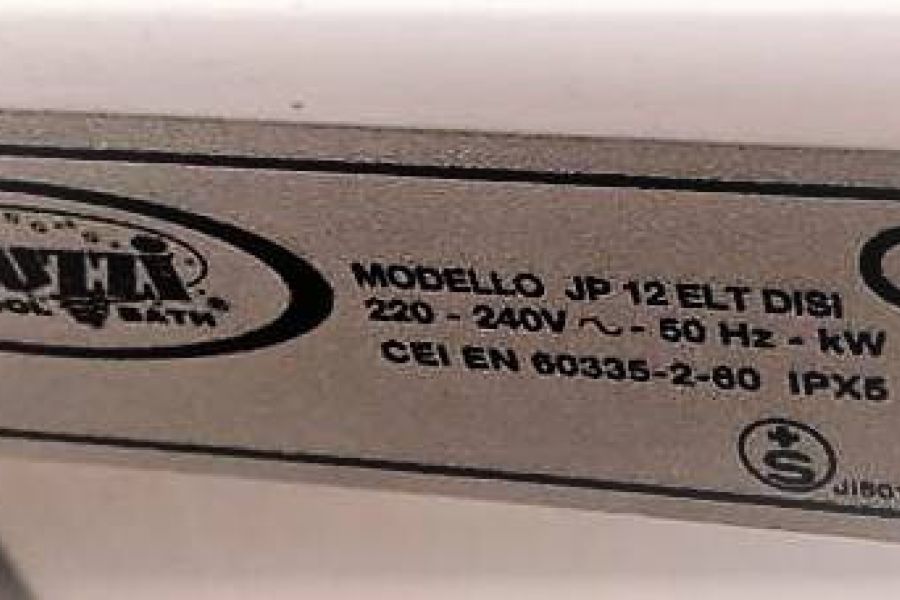 MODELLO JP 12 ELT DISI
220 - 240V ~ - 50 Hz - kW
CEI EN 60335-2-60 IPX5
S